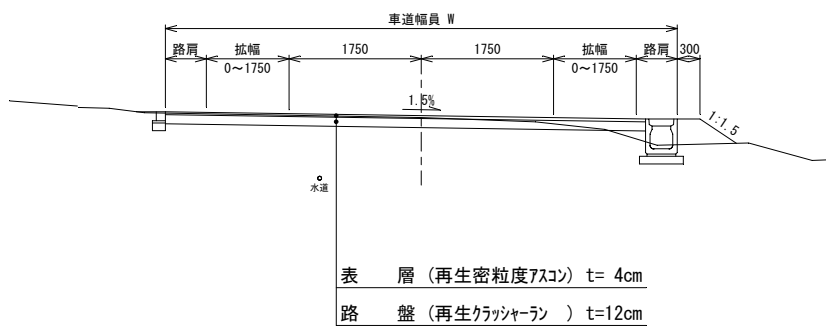 車道幅員 W
路肩 拡幅 1750 1750 拡幅 路肩 300
0～1750 0～1750
1.5%
1:1.5
水道
表 層 (再生密粒度アスコン) t= 4cm
路 盤 (再生クラッシャーラン ) t=12cm